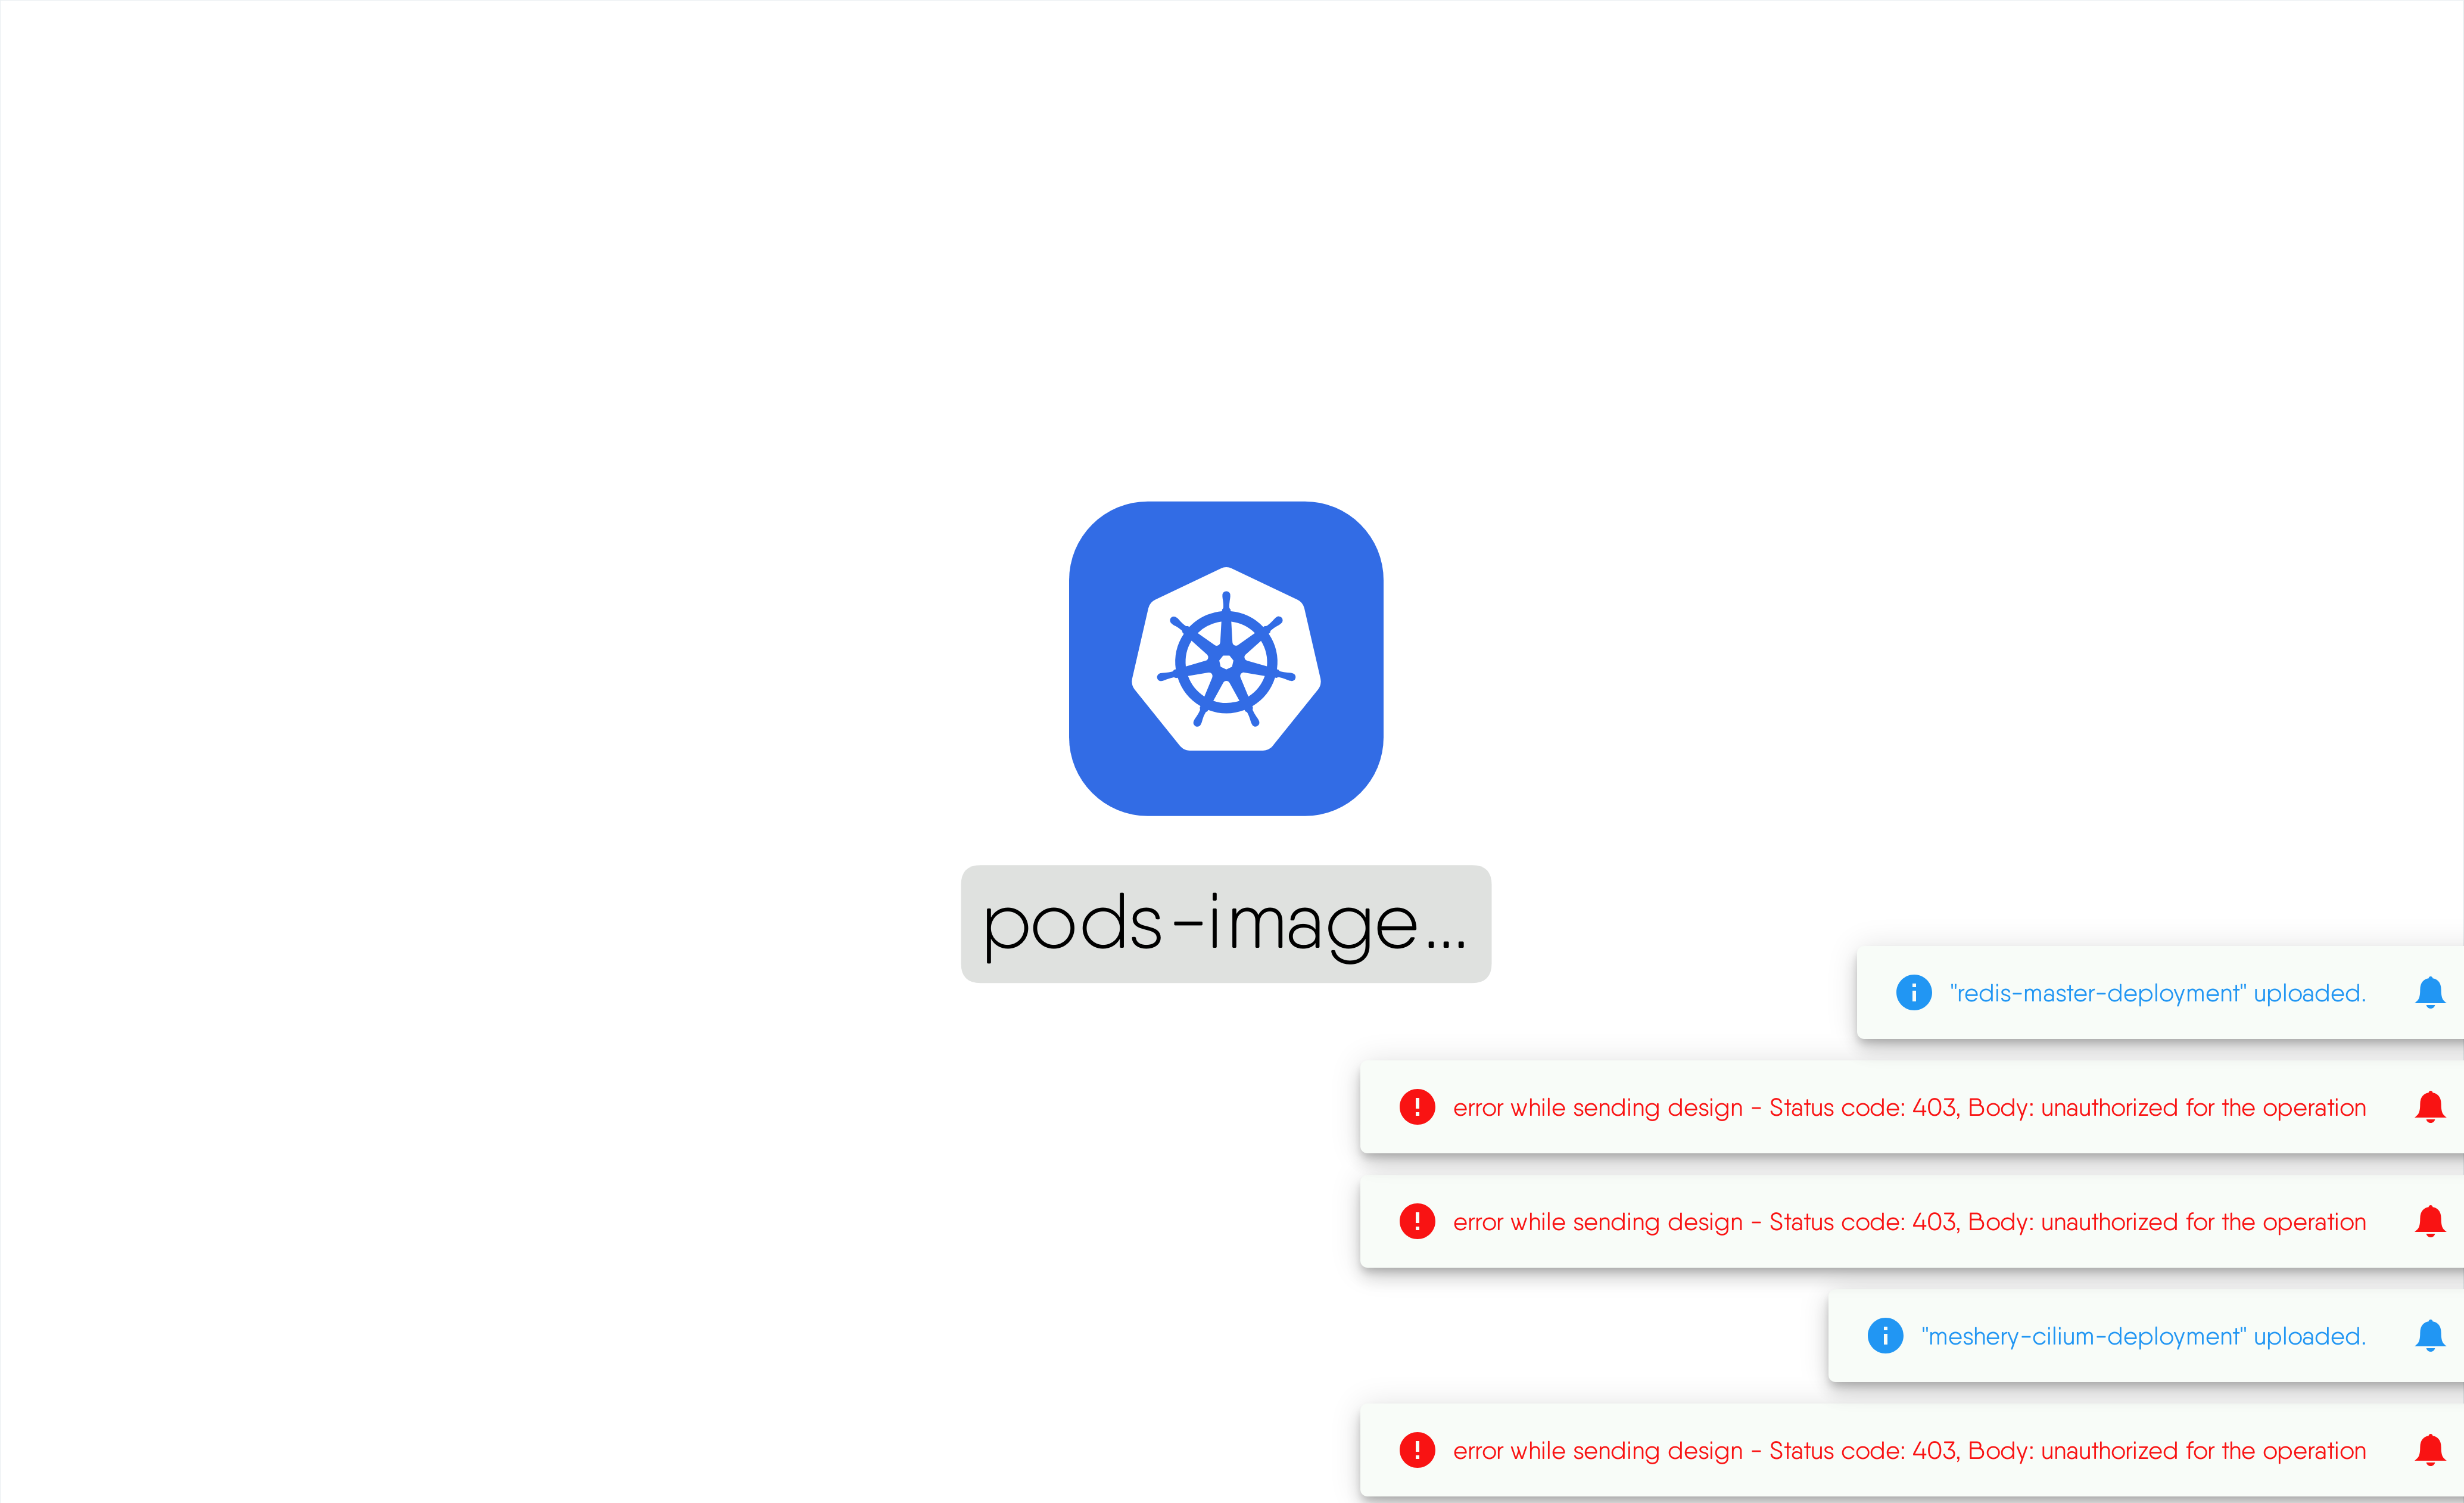 pods-image...
"redis-master-deployment" uploaded.
error while sending design - Status code: 403, Body: unauthorized for the operation
error while sending design - Status code: 403, Body: unauthorized for the operation
"meshery-cilium-deployment" uploaded.
error while sending design - Status code: 403, Body: unauthorized for the operation